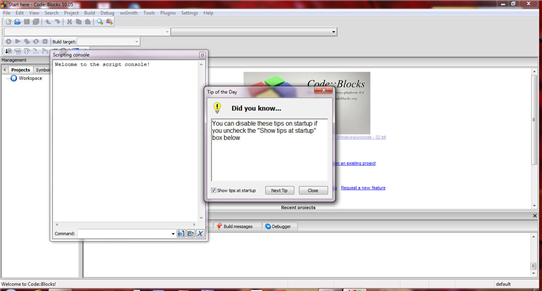 Start here - Code::Blocks 10.05
File Edit View Search Project Build Debug wxSmith Tools Plugins Settings Help
Build target:
Management
Projects Symbols
Workspace
Scripting console
Welcome to the script console!
Command:
Code::Blocks
Tip of the Day
Did you know...
You can disable these tips on startup if
you uncheck the "Show tips at startup"
box below
Show tips at startup
Next Tip
Close
an existing project
Request a new feature
Recent projects
Build messages
Debugger
Welcome to Code::Blocks!
default